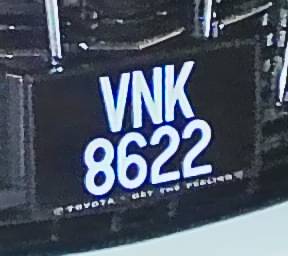 VNK
8622
TOYOTA - GET THE FEELING